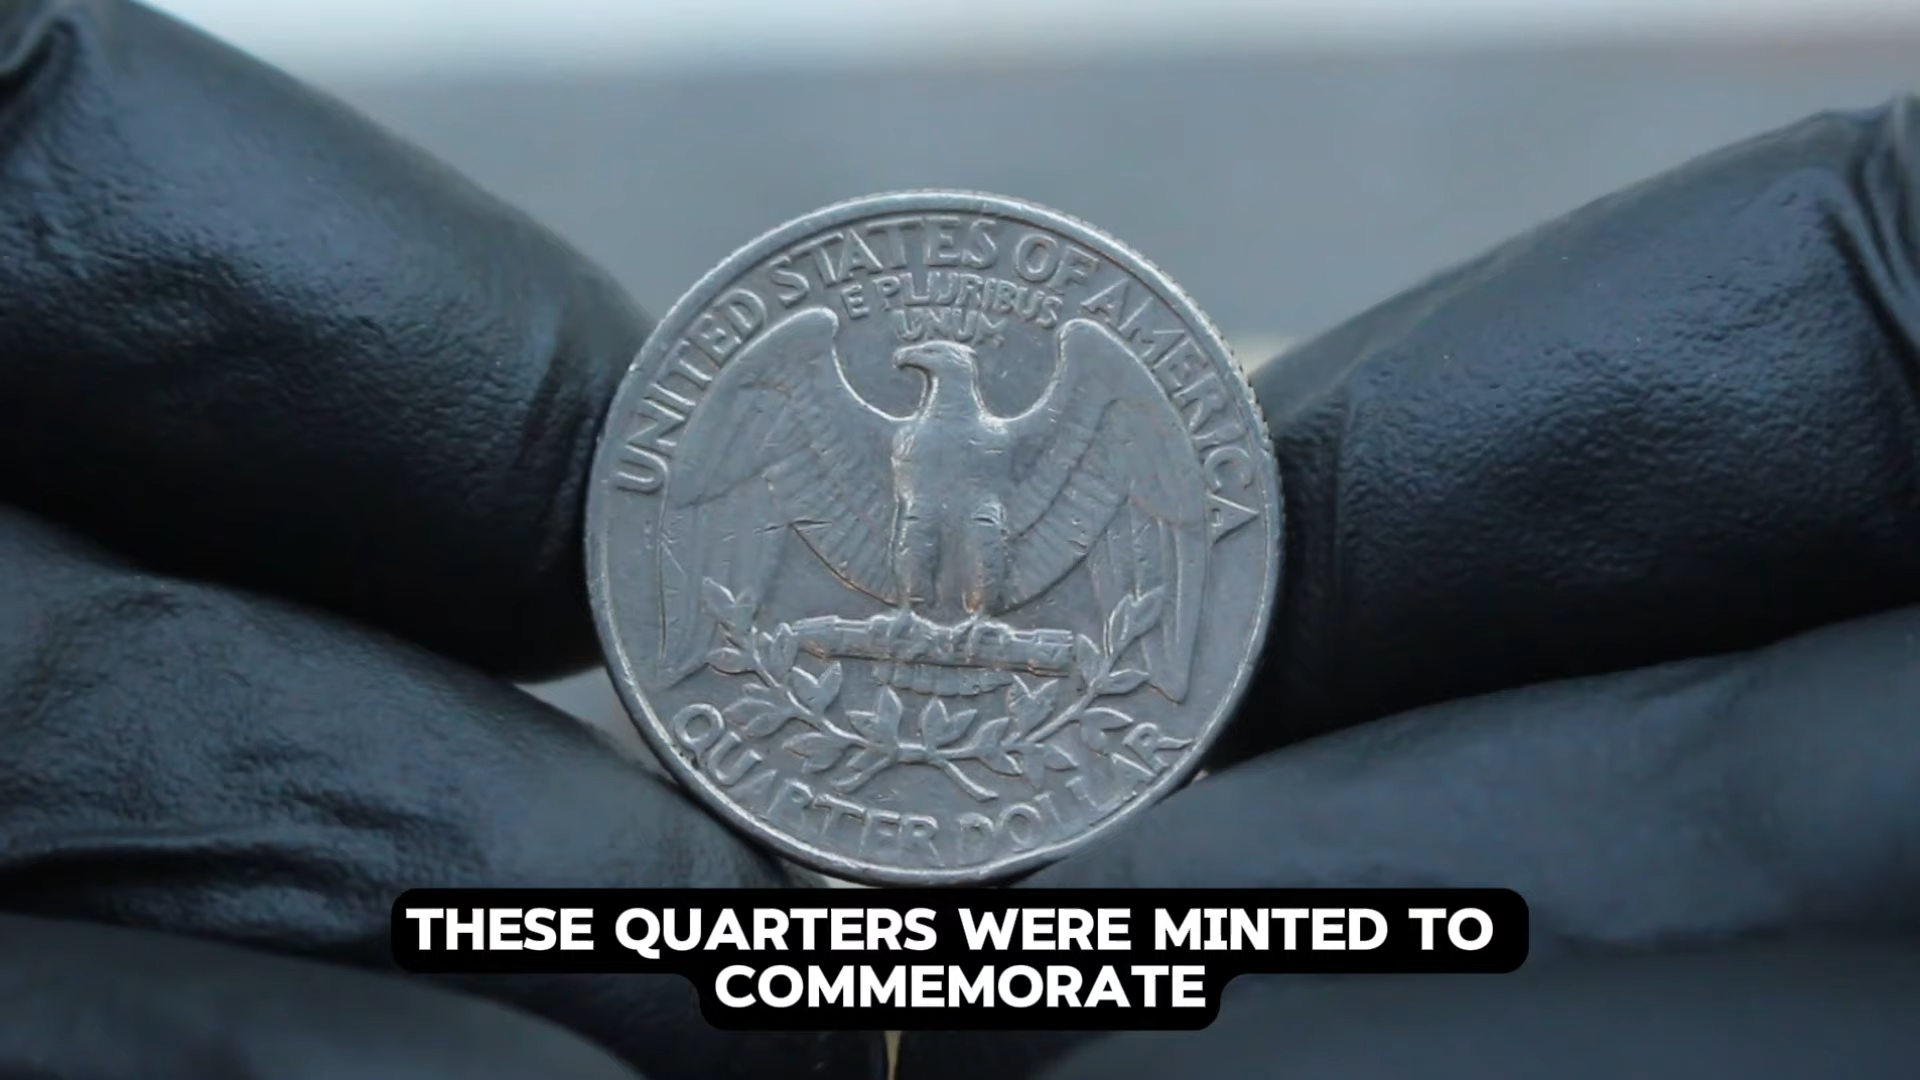 UNITED STATES OF AMERICA
E PLURIBUS
UNUM
QUARTER DOLLAR
THESE QUARTERS WERE MINTED TO
COMMEMORATE